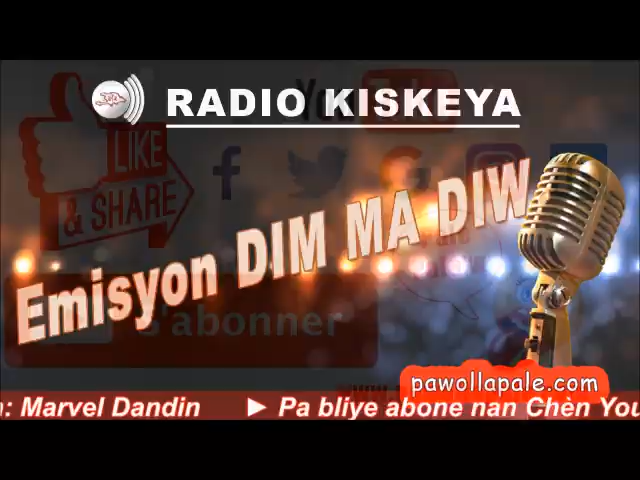 RADIO KISKEYA
You
LIKE
& SHARE
Emisyon DIM MA DIW
S'abonner
pawollapale.com
: Marvel Dandin ► Pa bliye abone nan Chèn You